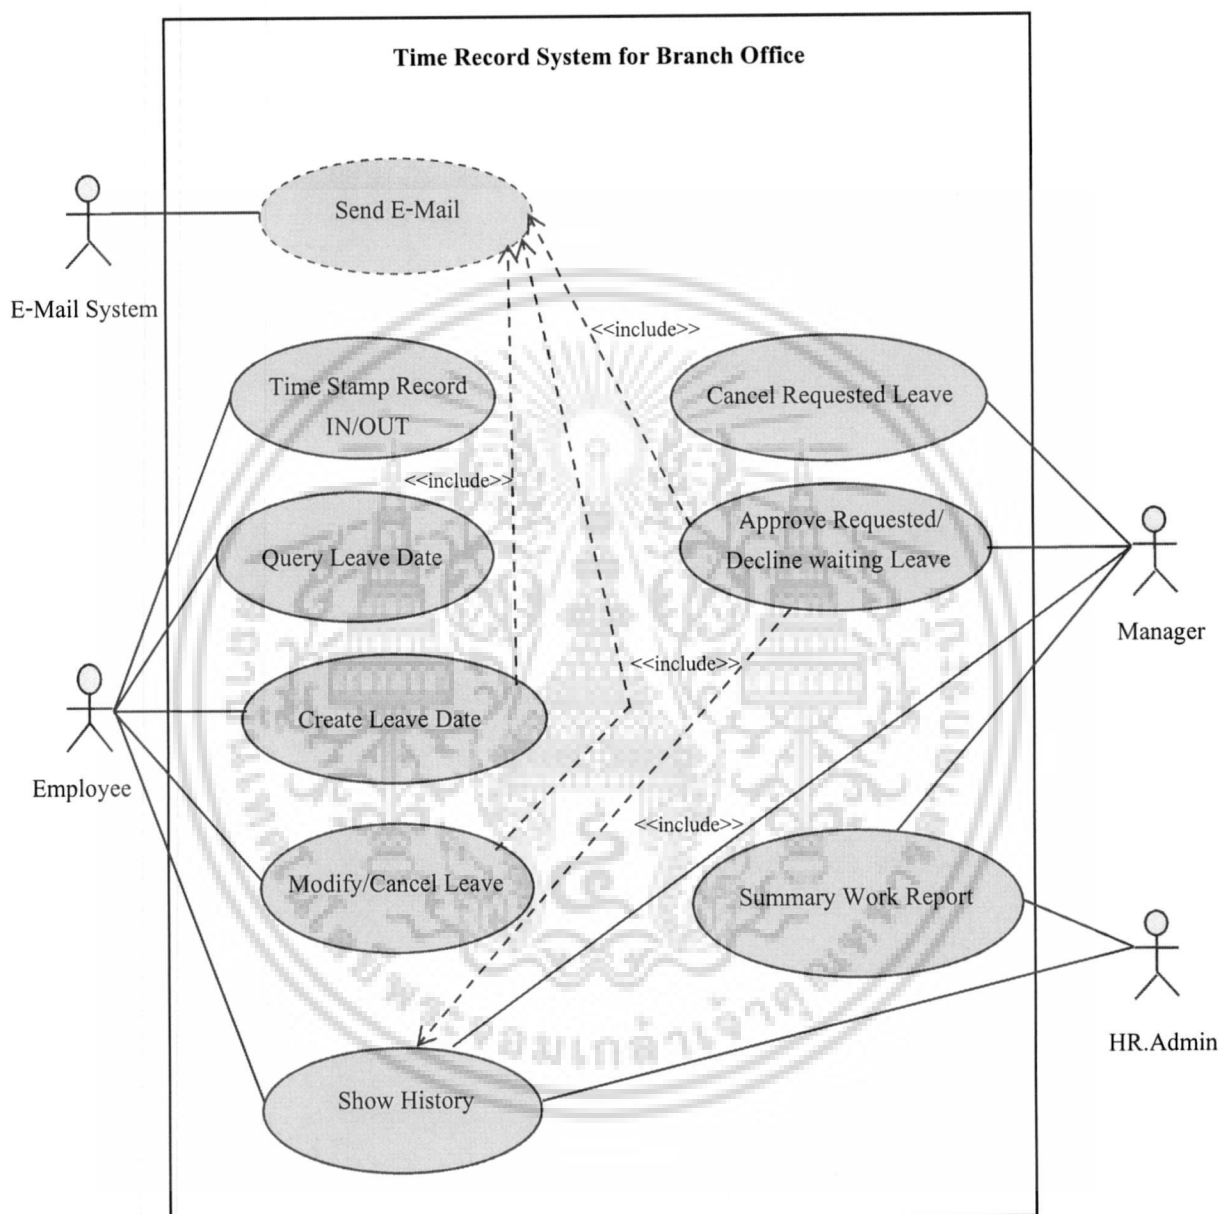 Time Record System for Branch Office
Send E-Mail
E-Mail System
<<include>>
Time Stamp Record
IN/OUT
Cancel Requested Leave
<<include>>
Approve Requested/
Decline waiting Leave
Query Leave Date
Manager
<<include>>
Create Leave Date
Employee
<<include>>
Modify/Cancel Leave
Summary Work Report
HR.Admin
Show History